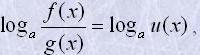 log_a f(x)/g(x) = log_a u(x),